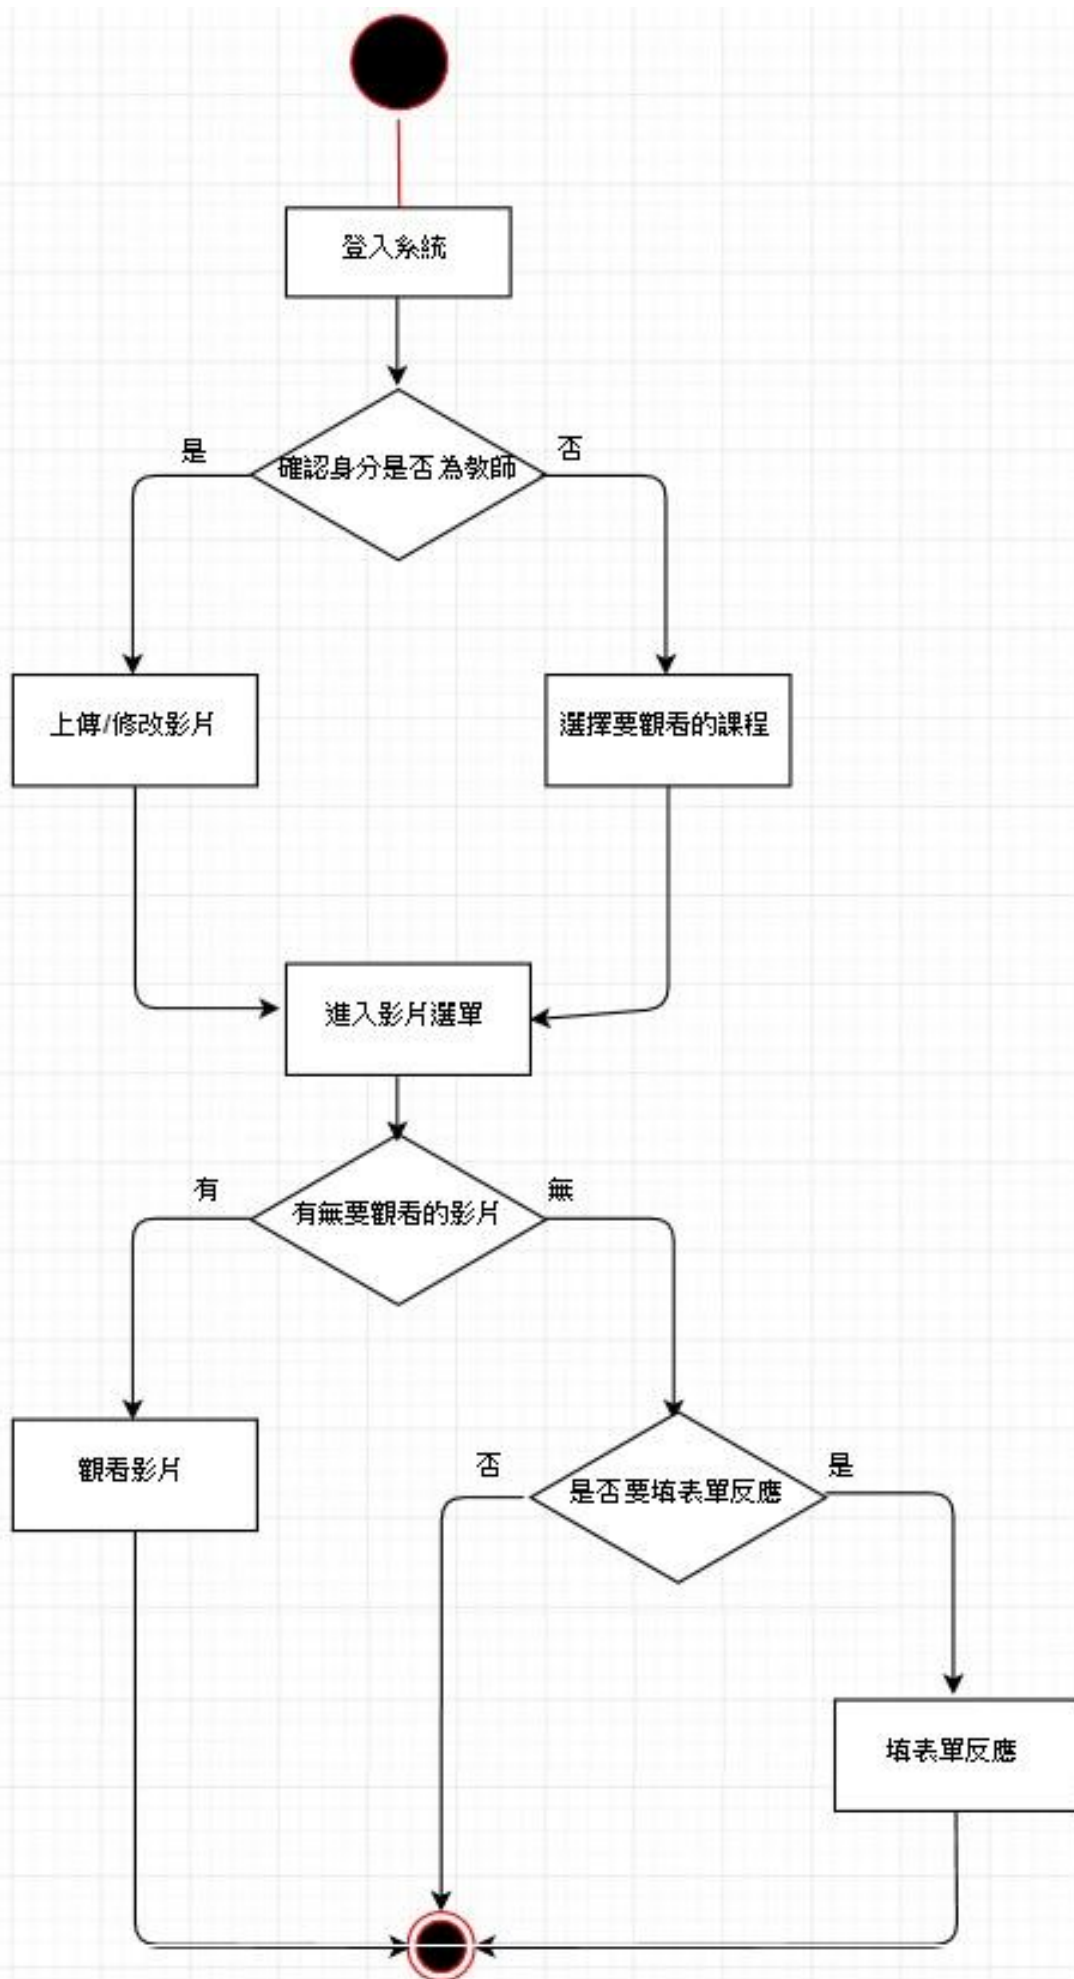 登入系統
是
確認身分是否為教師
否
上傳/修改影片
選擇要觀看的課程
進入影片選單
有
有無要觀看的影片
無
觀看影片
否
是否要填表單反應
是
填表單反應